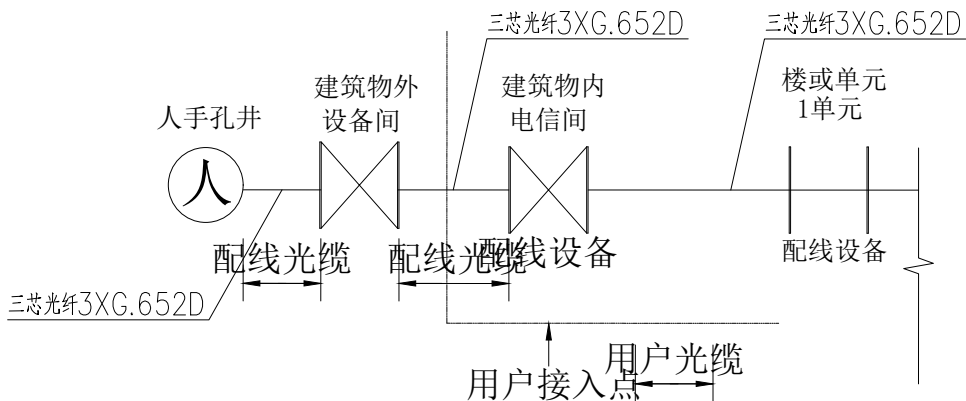 三芯光纤3XG.652D
三芯光纤3XG.652D
建筑物外
设备间
建筑物内
电信间
楼或单元
1单元
人手孔井
人
配线光缆
配线光缆
配线设备
配线设备
三芯光纤3XG.652D
用户接入点
用户光缆